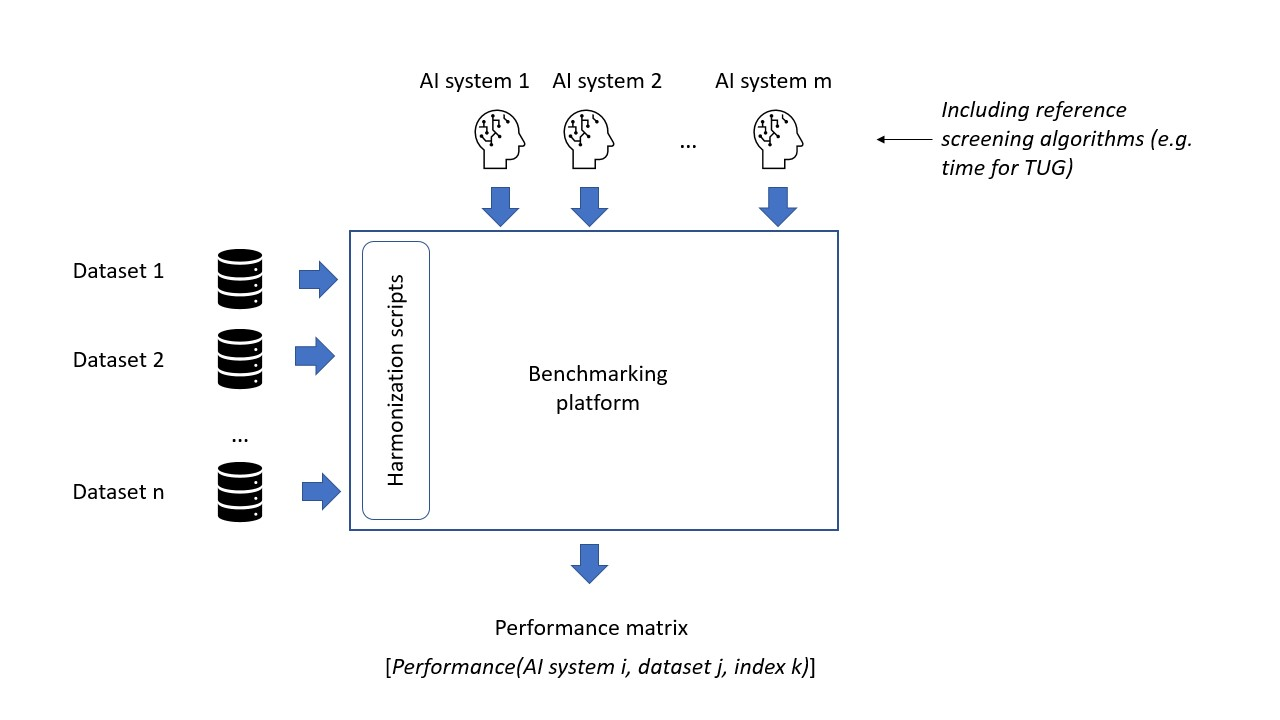 AI system 1
AI system 2
AI system m
...
Including reference
screening algorithms (e.g.
time for TUG)
Dataset 1
Dataset 2
...
Dataset n
Harmonization scripts
Benchmarking
platform
Performance matrix
[Performance(AI system i, dataset j, index k)]